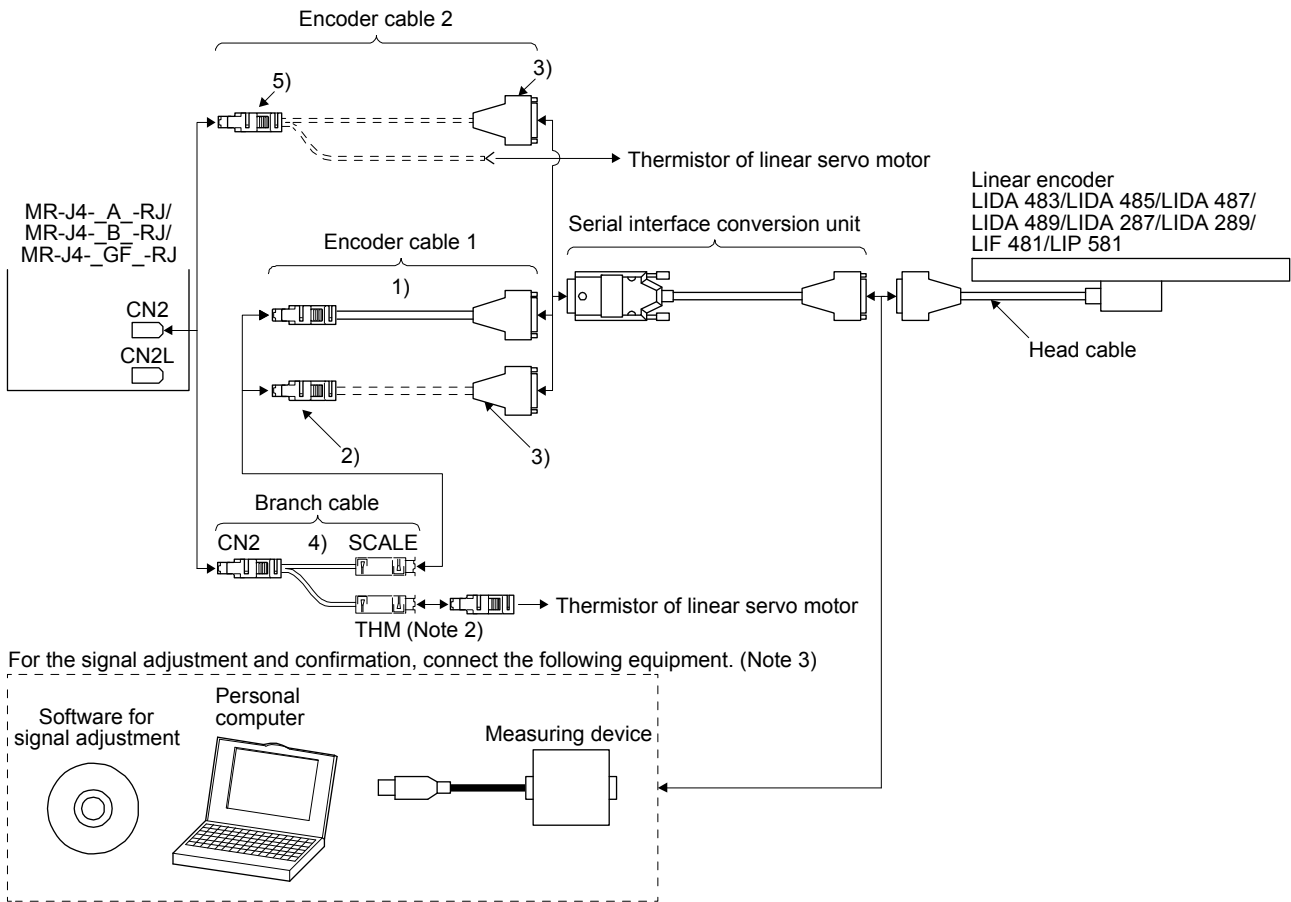 Encoder cable 2
5)
3)
Thermistor of linear servo motor
MR-J4-_A_-RJ/
MR-J4-_B_-RJ/
MR-J4-_GF_-RJ
CN2
CN2L
Encoder cable 1
1)
2)
3)
Serial interface conversion unit
Linear encoder
LIDA 483/LIDA 485/LIDA 487/
LIDA 489/LIDA 287/LIDA 289/
LIF 481/LIP 581
Head cable
Branch cable
CN2 4) SCALE
THM (Note 2)
Thermistor of linear servo motor
For the signal adjustment and confirmation, connect the following equipment. (Note 3)
Software for
signal adjustment
Personal
computer
Measuring device